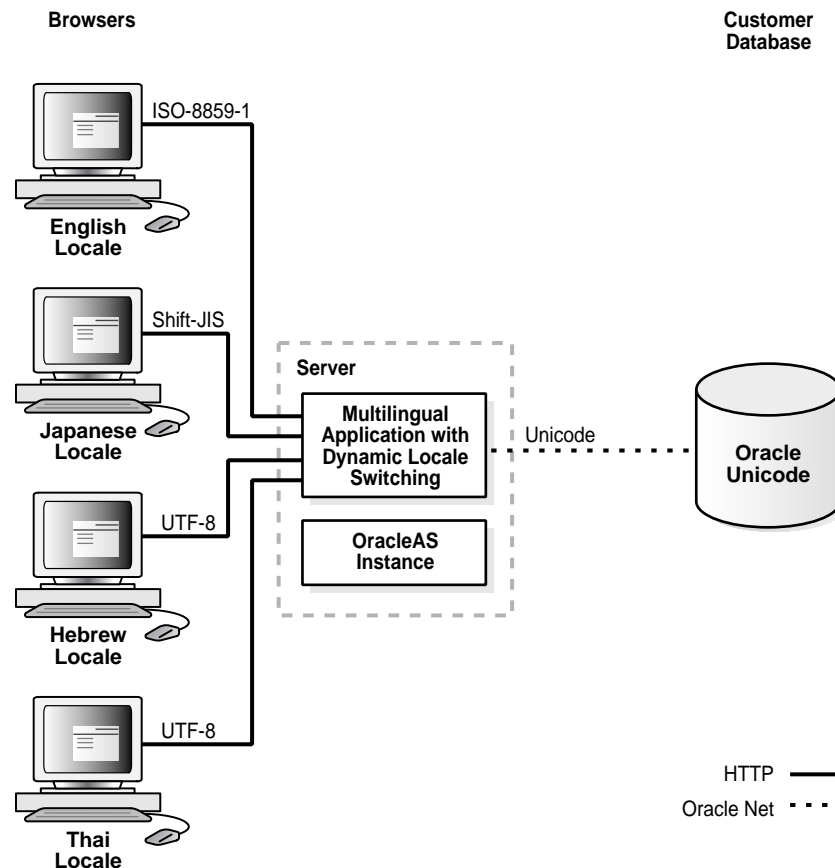 Browsers
Customer
Database
ISO-8859-1
English
Locale
Shift-JIS
Japanese
Locale
Server
Multilingual
Application with
Dynamic Locale
Switching
Unicode
Oracle
Unicode
UTF-8
OracleAS
Instance
Hebrew
Locale
UTF-8
HTTP
Oracle Net
Thai
Locale